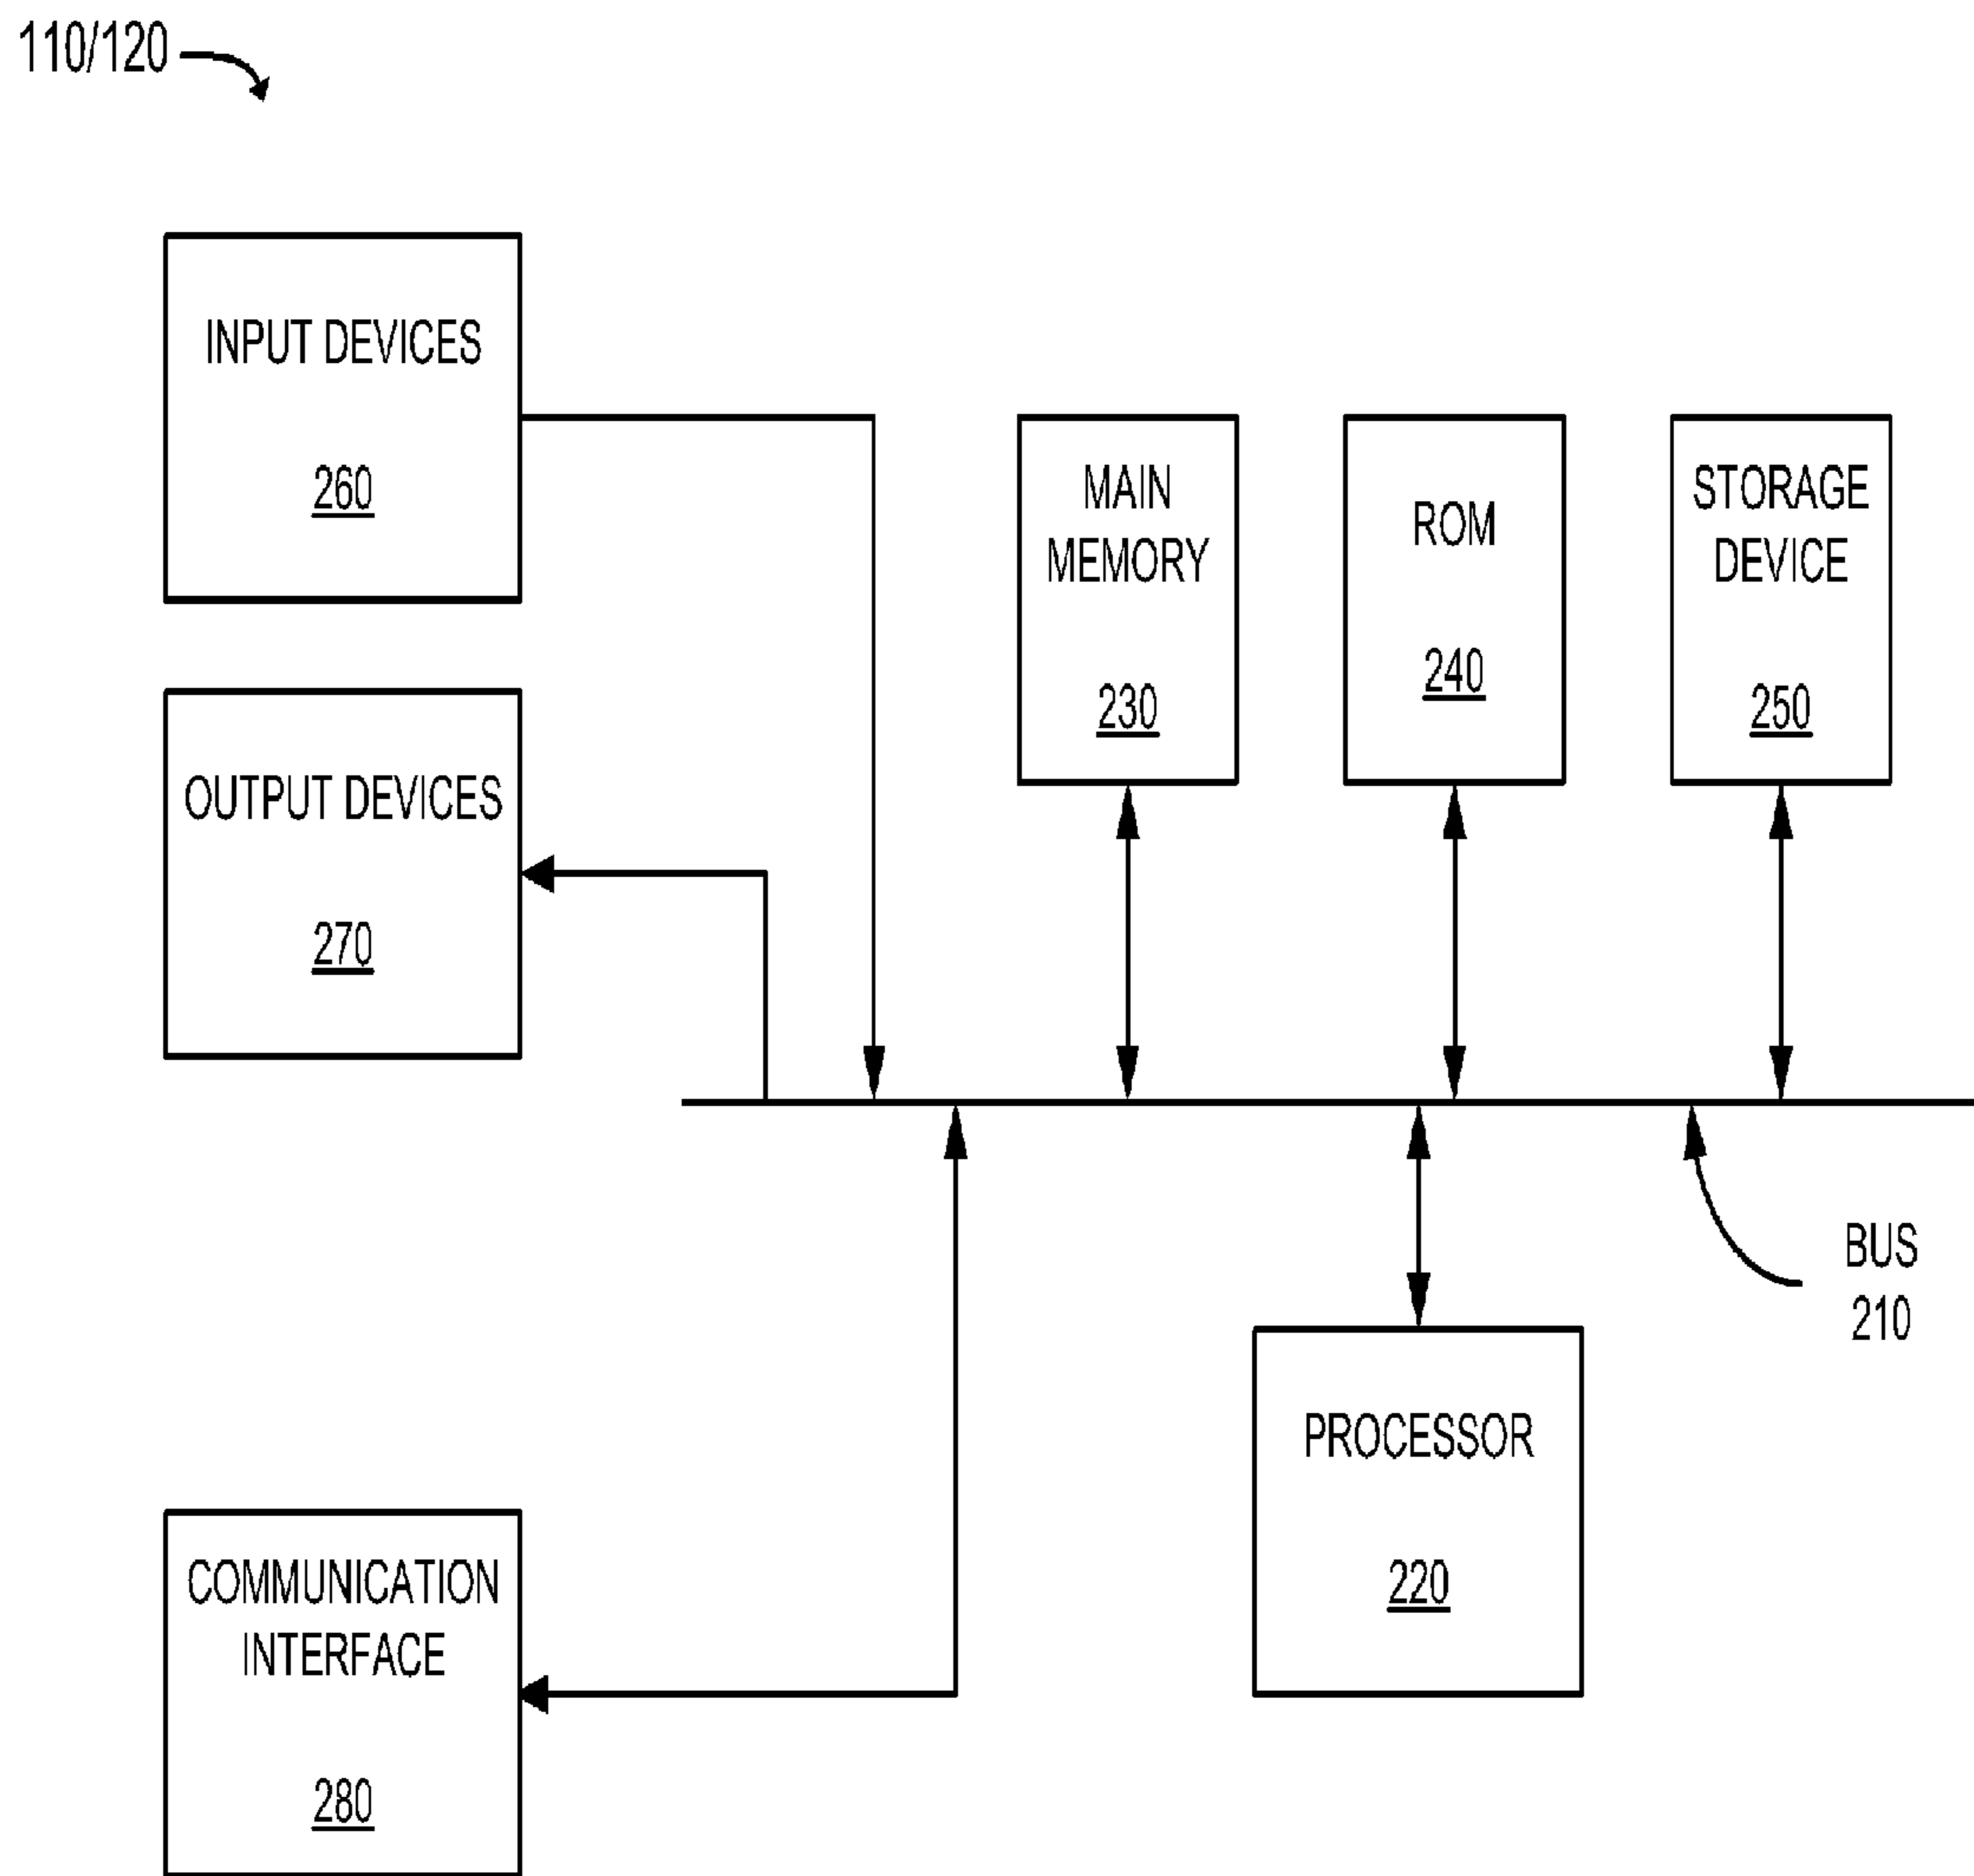 110/120
INPUT DEVICES
260
OUTPUT DEVICES
270
MAIN
MEMORY
230
ROM
240
STORAGE
DEVICE
250
BUS
210
PROCESSOR
220
COMMUNICATION
INTERFACE
280